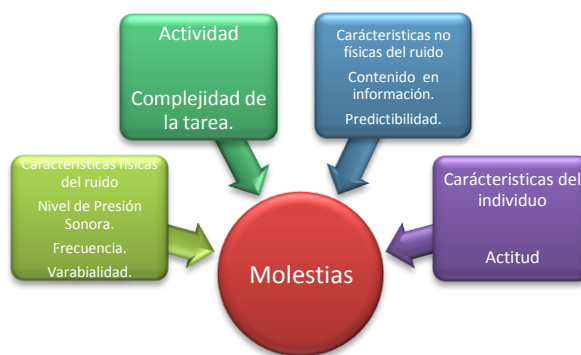 Actividad
Complejidad de
la tarea.
Carácteristicas no
físicas del ruido
Contenido en
información.
Predictibilidad.
Carácteristicas físicas
del ruido
Nivel de Presión
Sonora.
Frecuencia.
Varabialidad.
Carácteristicas del
individuo
Actitud
Molestias